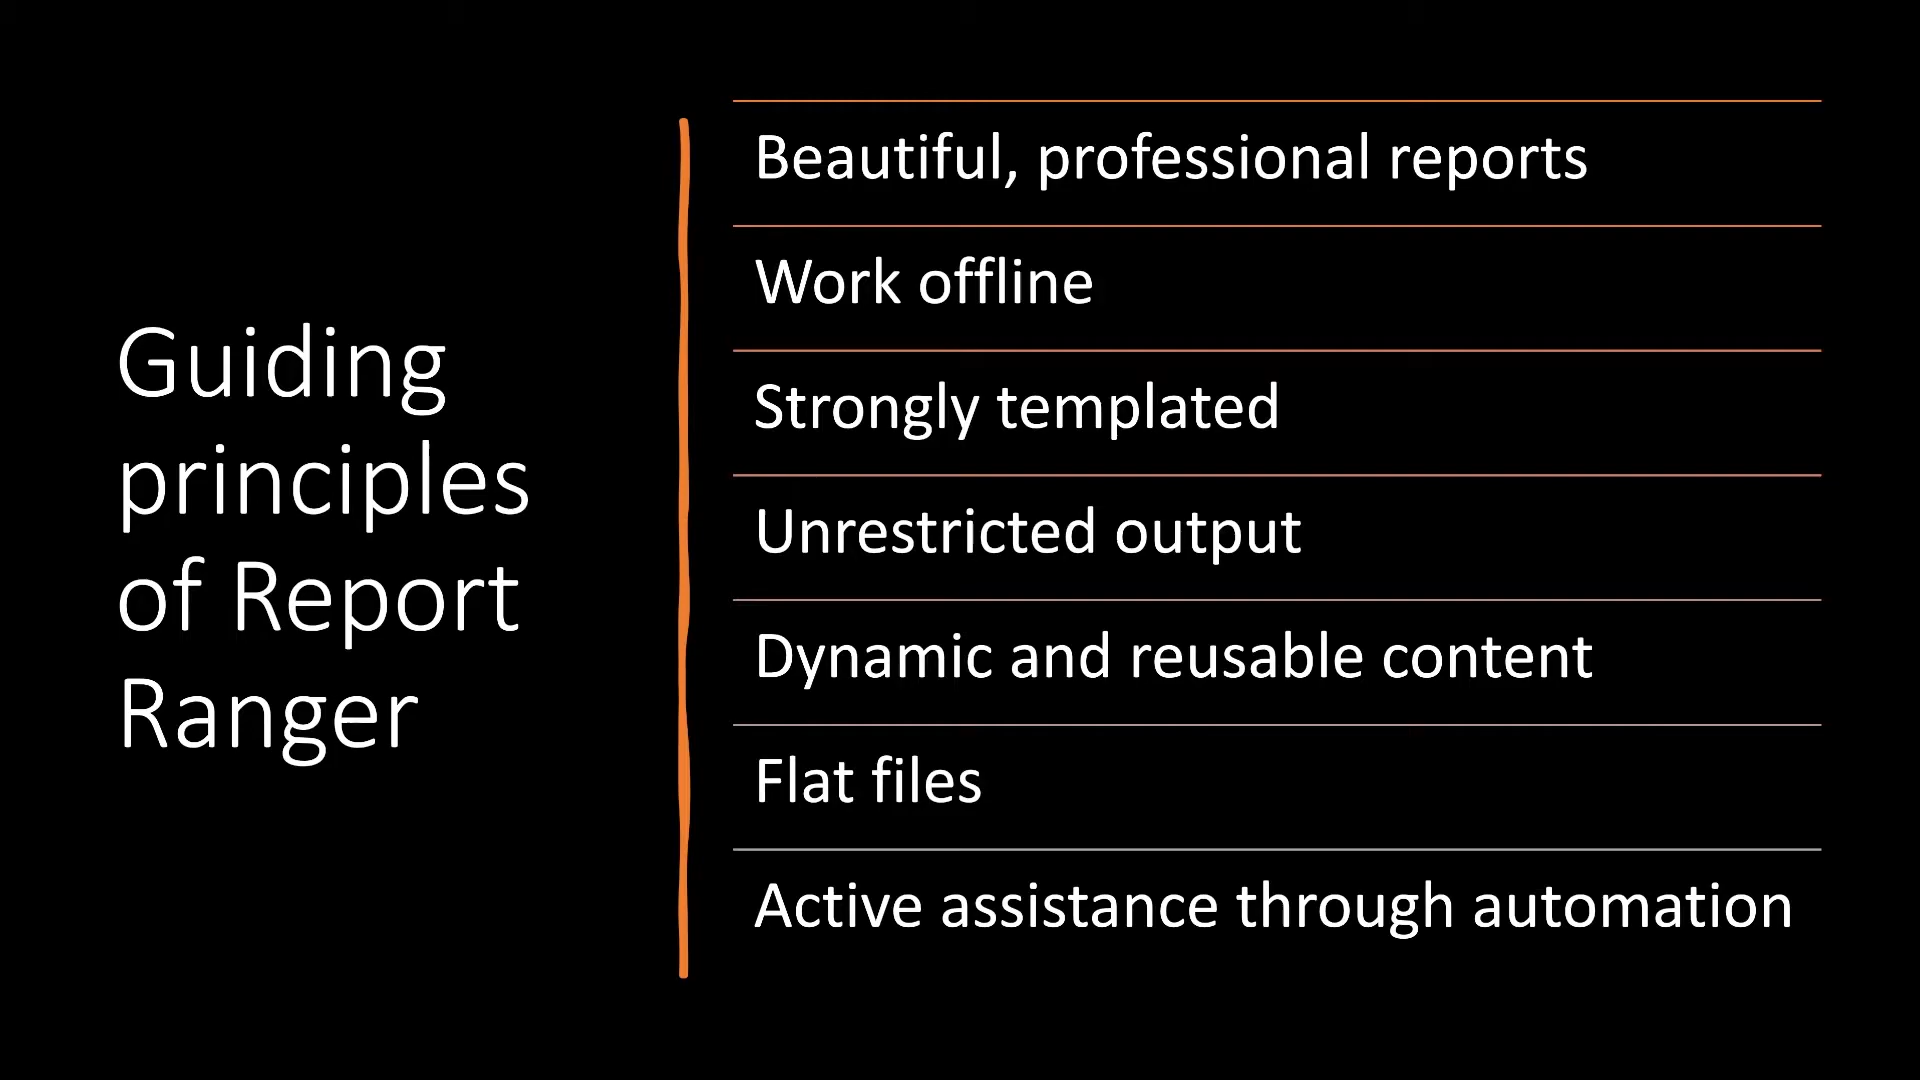 Guiding
principles
of Report
Ranger
Beautiful, professional reports
Work offline
Strongly templated
Unrestricted output
Dynamic and reusable content
Flat files
Active assistance through automation